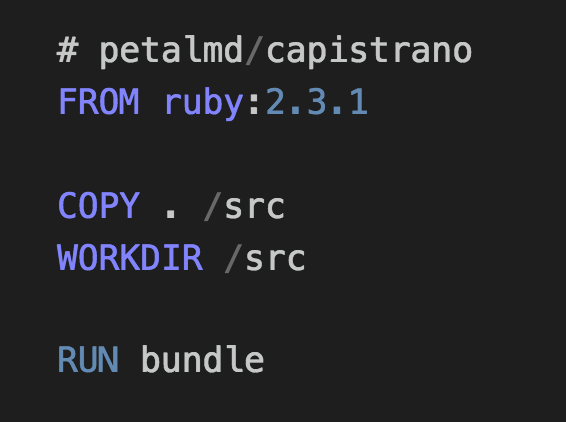 # petalmd/capistrano
FROM ruby:2.3.1
COPY . /src
WORKDIR /src
RUN bundle